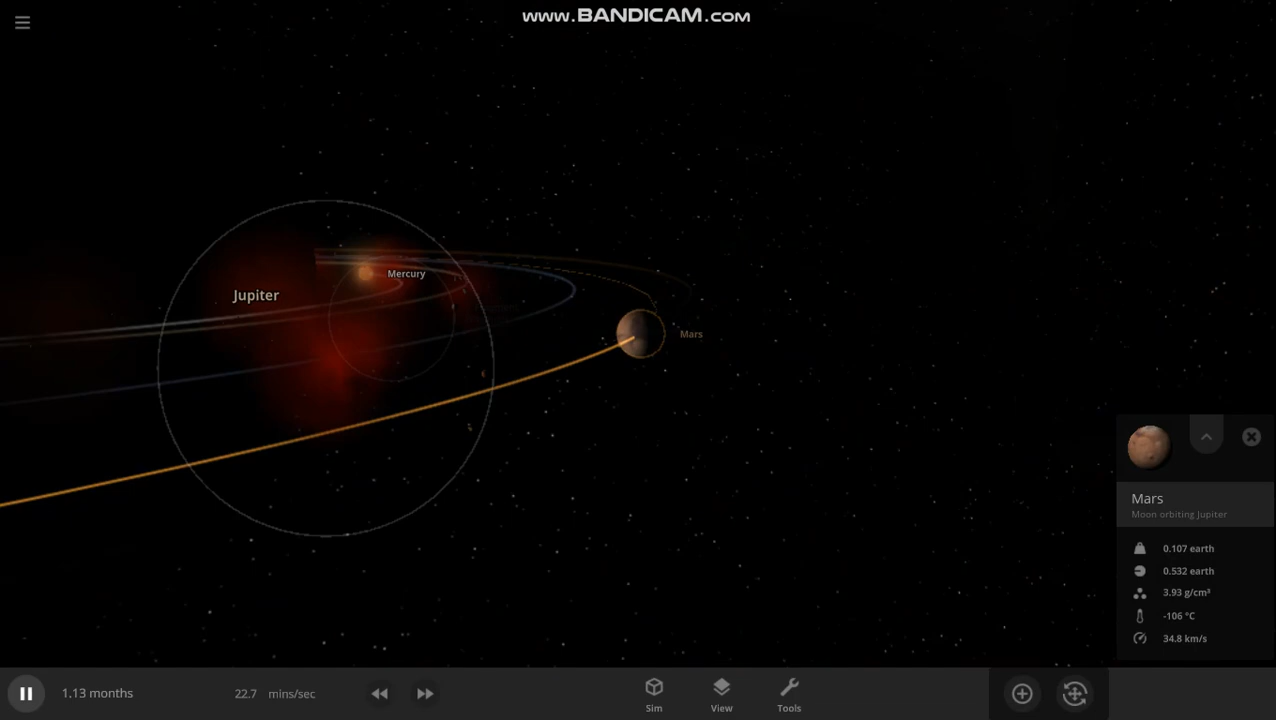 www.BANDICAM.com
Mercury
Jupiter
Mars
Mars
Moon orbiting Jupiter
0.107 earth
0.532 earth
3.93 g/cm³
-106 °C
34.8 km/s
1.13 months
22.7 mins/sec
Sim
View
Tools